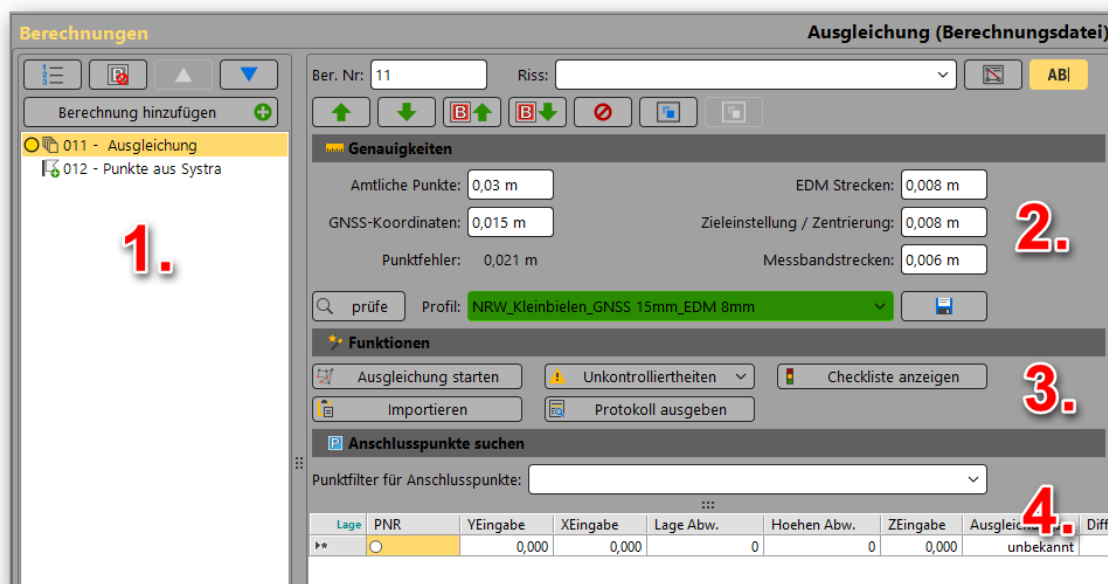 Berechnungen
Ausgleichung (Berechnungsdatei)
Berechnung hinzufügen
011 - Ausgleichung
012 - Punkte aus Systra
1.
Ber. Nr: 11 Riss: AB|
Genauigkeiten
Amtliche Punkte: 0,03 m EDM Strecken: 0,008 m
GNSS-Koordinaten: 0,015 m Zieleinstellung / Zentrierung: 0,008 m
Punktfehler: 0,021 m Messbandstrecken: 0,006 m
2.
prüfe Profil: NRW_Kleinbielen_GNSS 15mm_EDM 8mm
Funktionen
Ausgleichung starten Unkontrolliertheiten Checkliste anzeigen
Importieren Protokoll ausgeben
3.
Anschlusspunkte suchen
Punktfilter für Anschlusspunkte:
4.
Lage PNR YEingabe XEingabe Lage Abw. Hoehen Abw. ZEingabe Diff
0,000 0,000 0 0 0,000 unbekannt